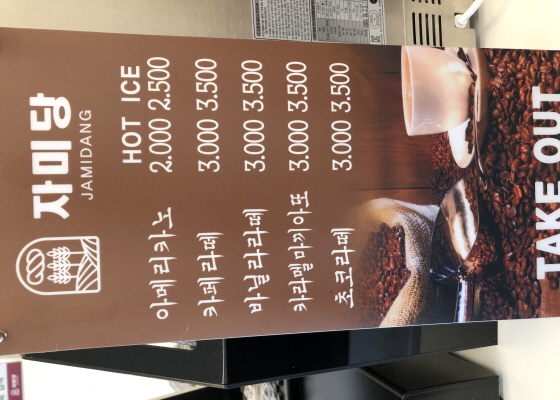 자미당
JAMIDANG
HOT ICE
아메리카노 2.000 2.500
카페라떼 3.000 3.500
바닐라라떼 3.000 3.500
카라멜마끼아또 3.000 3.500
초코라떼 3.000 3.500
TAKE OUT